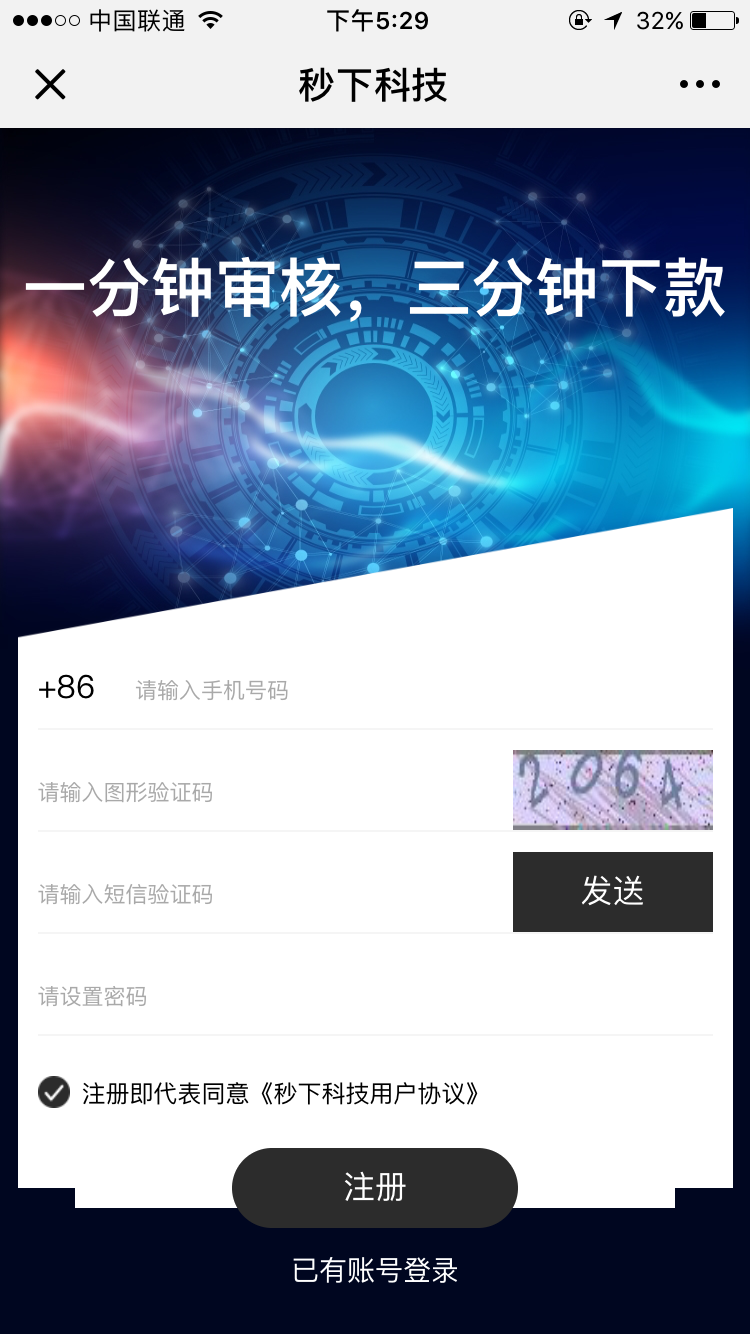 中国联通
下午5:29
32%
秒下科技
一分钟审核，三分钟下款
+86
请输入手机号码
请输入图形验证码
206A
请输入短信验证码
发送
请设置密码
注册即代表同意《秒下科技用户协议》
注册
已有账号登录